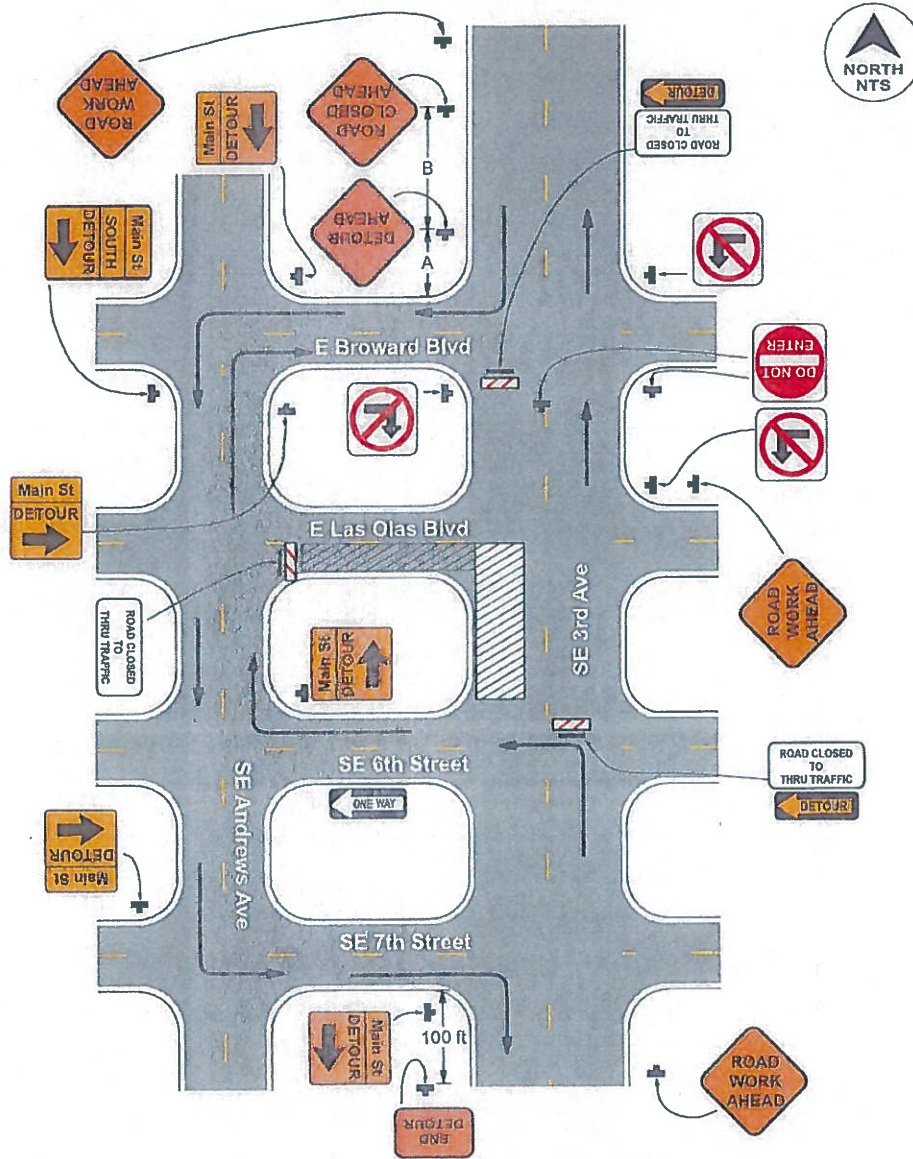 NORTH
NTS
ROAD
WORK
AHEAD
Main St
DETOUR
ROAD
CLOSED
AHEAD
DETOUR
ROAD CLOSED
TO
THRU TRAFFIC
B
Main St
SOUTH
DETOUR
DETOUR
AHEAD
A
E Broward Blvd
DO NOT
ENTER
Main St
DETOUR
E Las Olas Blvd
ROAD CLOSED
TO
THRU TRAFFIC
Main St
DETOUR
SE 3rd Ave
ROAD
WORK
AHEAD
SE 6th Street
ROAD CLOSED
TO
THRU TRAFFIC
DETOUR
SE Andrews Ave
ONE WAY
Main St
DETOUR
SE 7th Street
Main St
DETOUR
100 ft
END
DETOUR
ROAD
WORK
AHEAD